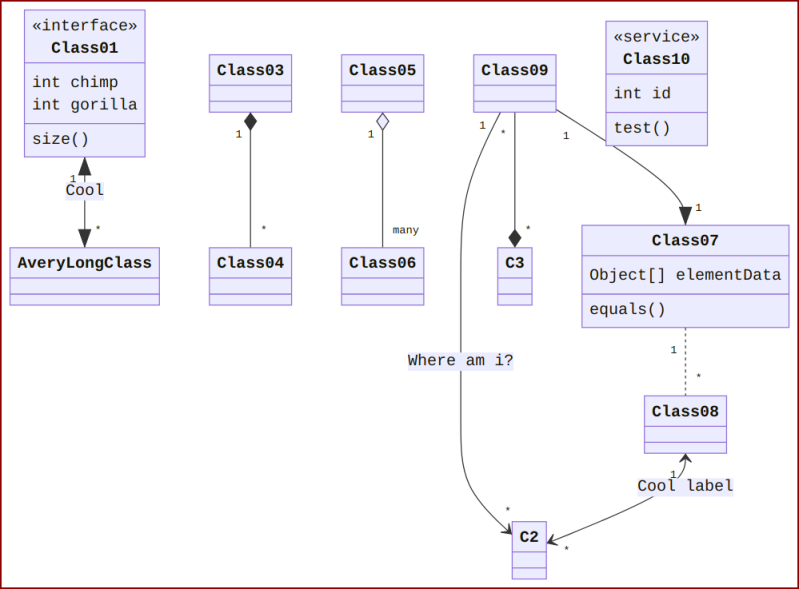 «interface»
Class01
int chimp
int gorilla
size()
1
Cool
*
AveryLongClass
Class03
1
*
Class04
Class05
1
many
Class06
Class09
1
*
1
*
C3
Where am i?
*
C2
«service»
Class10
int id
test()
1
Class07
Object[] elementData
equals()
1
*
Class08
1
Cool label
*